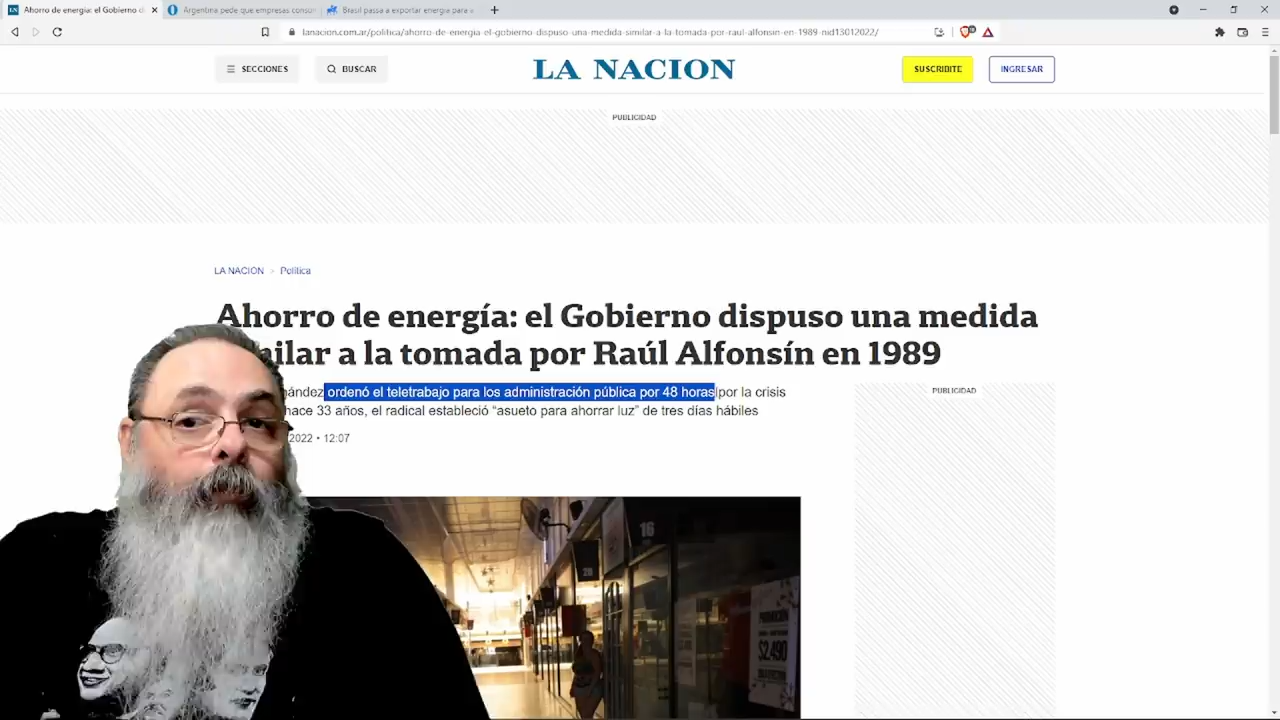 Ahorro de energía: el Gobierno d
Argentina pede que empresas consu
Brasil passa a exportar energia para a
lanacion.com.ar/politica/ahorro-de-energia-el-gobierno-dispuso-una-medida-similar-a-la-tomada-por-raul-alfonsin-en-1989-nid13012022/
SECCIONES
BUSCAR
LA NACION
SUSCRIBITE
INGRESAR
PUBLICIDAD
LA NACION > Política
Ahorro de energía: el Gobierno dispuso una medida
ilar a la tomada por Raúl Alfonsín en 1989
nández ordenó el teletrabajo para los administración pública por 48 horas por la crisis
hace 33 años, el radical estableció “asueto para ahorrar luz” de tres días hábiles
PUBLICIDAD
2022 • 12:07
16
$2.490